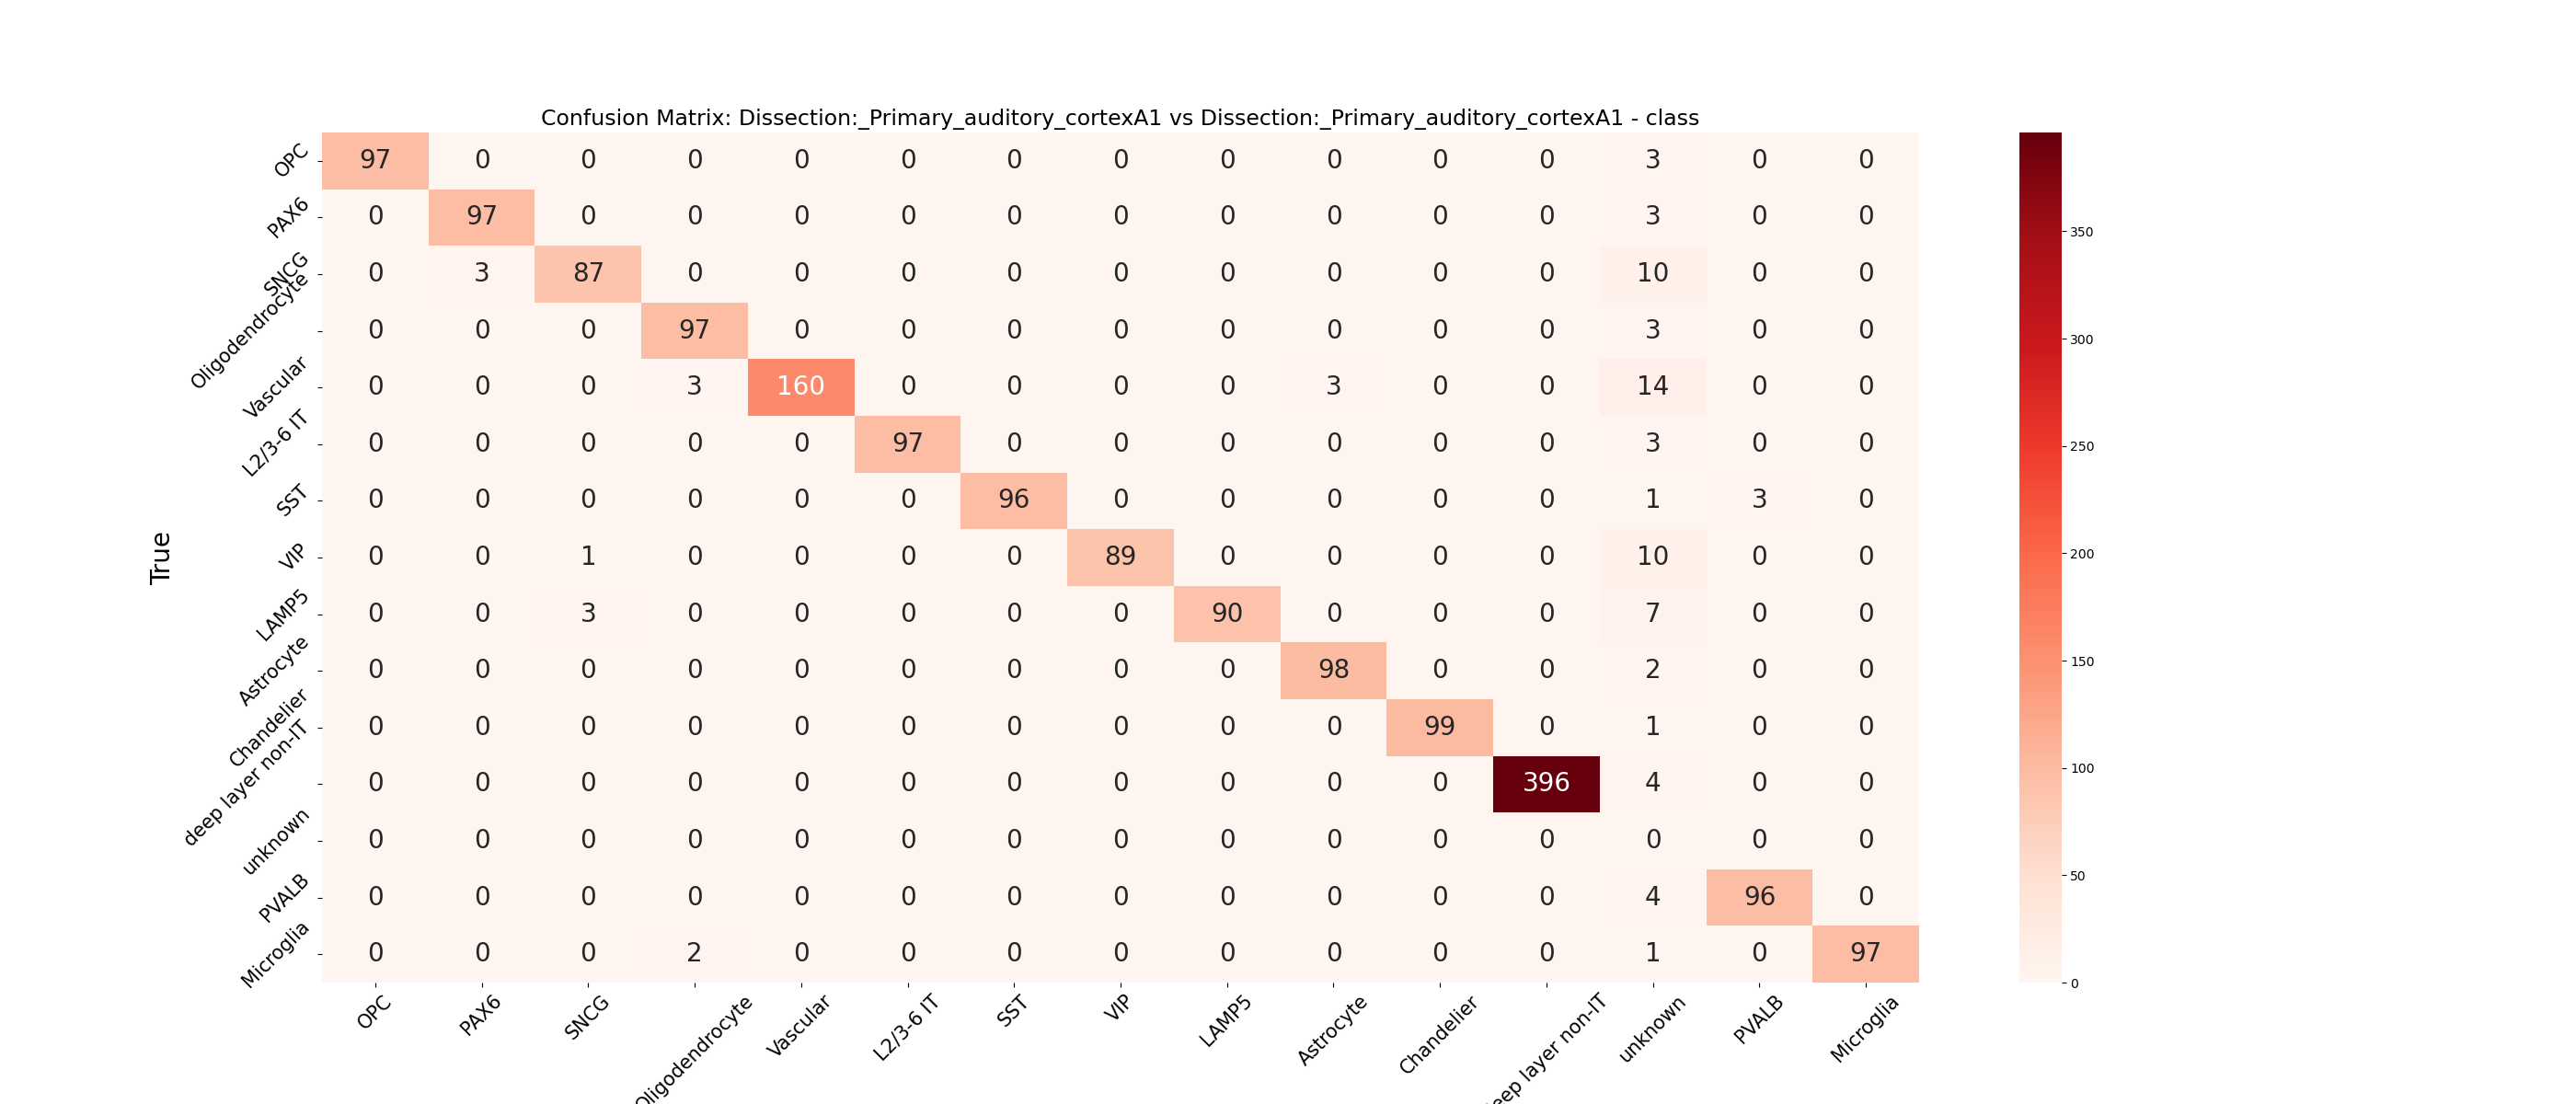 Confusion Matrix: Dissection:_Primary_auditory_cortexA1 vs Dissection:_Primary_auditory_cortexA1 - class
True
OPC 97 0 0 0 0 0 0 0 0 0 0 0 3 0 0
PAX6 0 97 0 0 0 0 0 0 0 0 0 0 3 0 0
SNCG 0 3 87 0 0 0 0 0 0 0 0 0 10 0 0
Oligodendrocyte 0 0 0 97 0 0 0 0 0 0 0 0 3 0 0
Vascular 0 0 0 3 160 0 0 0 0 3 0 0 14 0 0
L2/3-6 IT 0 0 0 0 0 97 0 0 0 0 0 0 3 0 0
SST 0 0 0 0 0 0 96 0 0 0 0 0 1 3 0
VIP 0 0 1 0 0 0 0 89 0 0 0 0 10 0 0
LAMP5 0 0 3 0 0 0 0 0 90 0 0 0 7 0 0
Astrocyte 0 0 0 0 0 0 0 0 0 98 0 0 2 0 0
Chandelier 0 0 0 0 0 0 0 0 0 0 99 0 1 0 0
deep layer non-IT 0 0 0 0 0 0 0 0 0 0 0 396 4 0 0
unknown 0 0 0 0 0 0 0 0 0 0 0 0 0 0 0
PVALB 0 0 0 0 0 0 0 0 0 0 0 0 4 96 0
Microglia 0 0 0 2 0 0 0 0 0 0 0 0 1 0 97
OPC PAX6 SNCG Oligodendrocyte Vascular L2/3-6 IT SST VIP LAMP5 Astrocyte Chandelier deep layer non-IT unknown PVALB Microglia
350
300
250
200
150
100
50
0